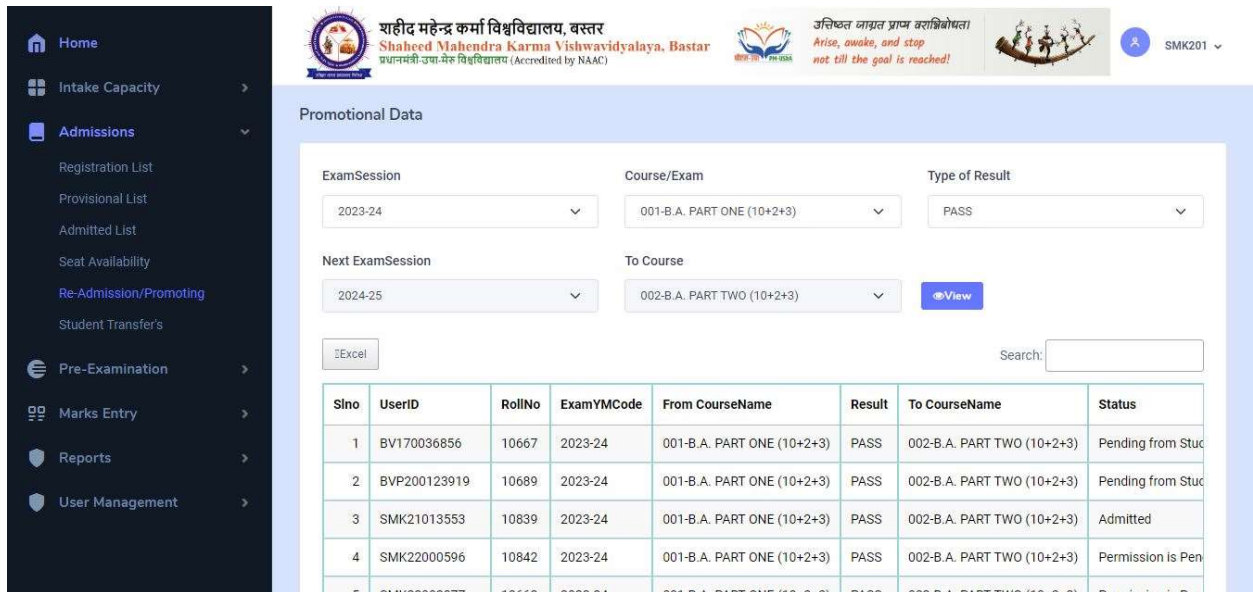 Home
Intake Capacity
Admissions
Registration List
Provisional List
Admitted List
Seat Availability
Re-Admission/Promoting
Student Transfer's
Pre-Examination
Marks Entry
Reports
User Management
शहीद महेन्द्र कर्मा विश्वविद्यालय, बस्तर
Shaheed Mahendra Karma Vishwavidyalaya, Bastar
प्रधानमंत्री-उषा-मेरु विश्वविद्यालय (Accredited by NAAC)
PM-USHA
उत्तिष्ठत जाग्रत प्राप्य वरान्निबोधत।
Arise, awake, and stop
not till the goal is reached!
SMK201
Promotional Data
ExamSession Course/Exam Type of Result
2023-24 001-B.A. PART ONE (10+2+3) PASS
Next ExamSession To Course
2024-25 002-B.A. PART TWO (10+2+3) View
Excel Search:
Slno UserID RollNo ExamYMCode From CourseName Result To CourseName Status
1 BV170036856 10667 2023-24 001-B.A. PART ONE (10+2+3) PASS 002-B.A. PART TWO (10+2+3) Pending from Stud
2 BVP200123919 10689 2023-24 001-B.A. PART ONE (10+2+3) PASS 002-B.A. PART TWO (10+2+3) Pending from Stud
3 SMK21013553 10839 2023-24 001-B.A. PART ONE (10+2+3) PASS 002-B.A. PART TWO (10+2+3) Admitted
4 SMK22000596 10842 2023-24 001-B.A. PART ONE (10+2+3) PASS 002-B.A. PART TWO (10+2+3) Permission is Pen